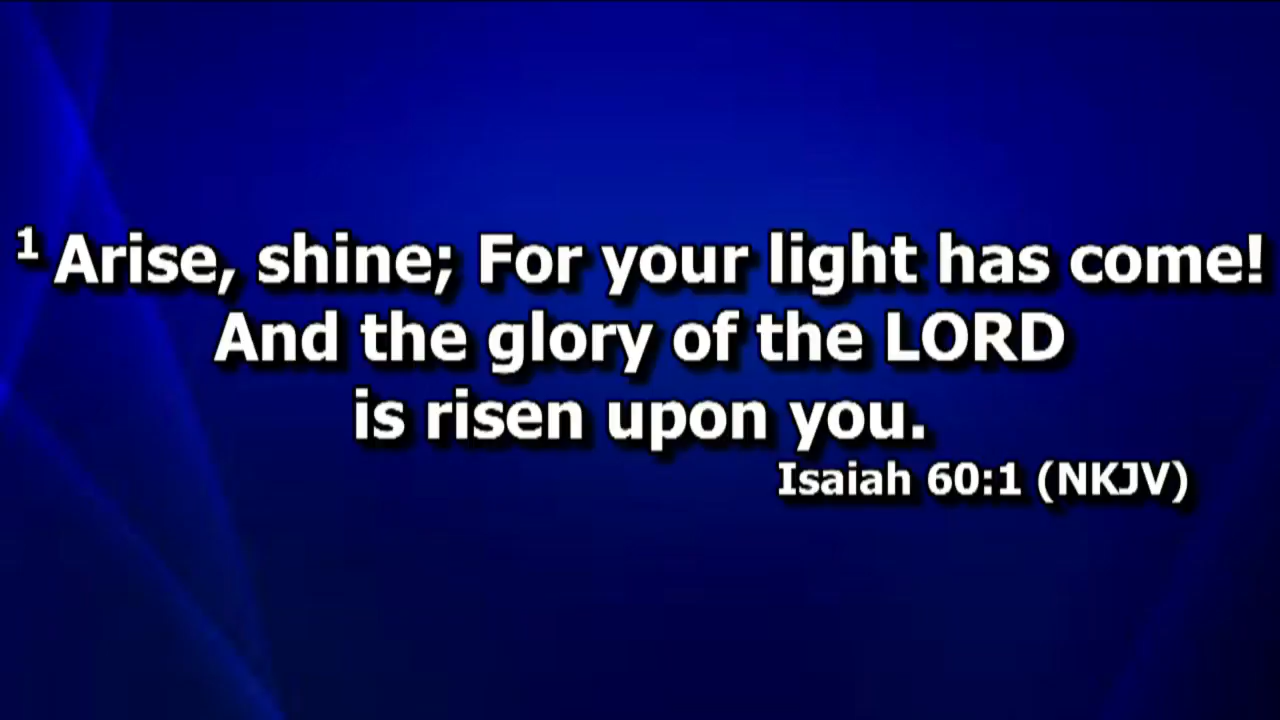 1 Arise, shine; For your light has come!
And the glory of the LORD
is risen upon you.
Isaiah 60:1 (NKJV)